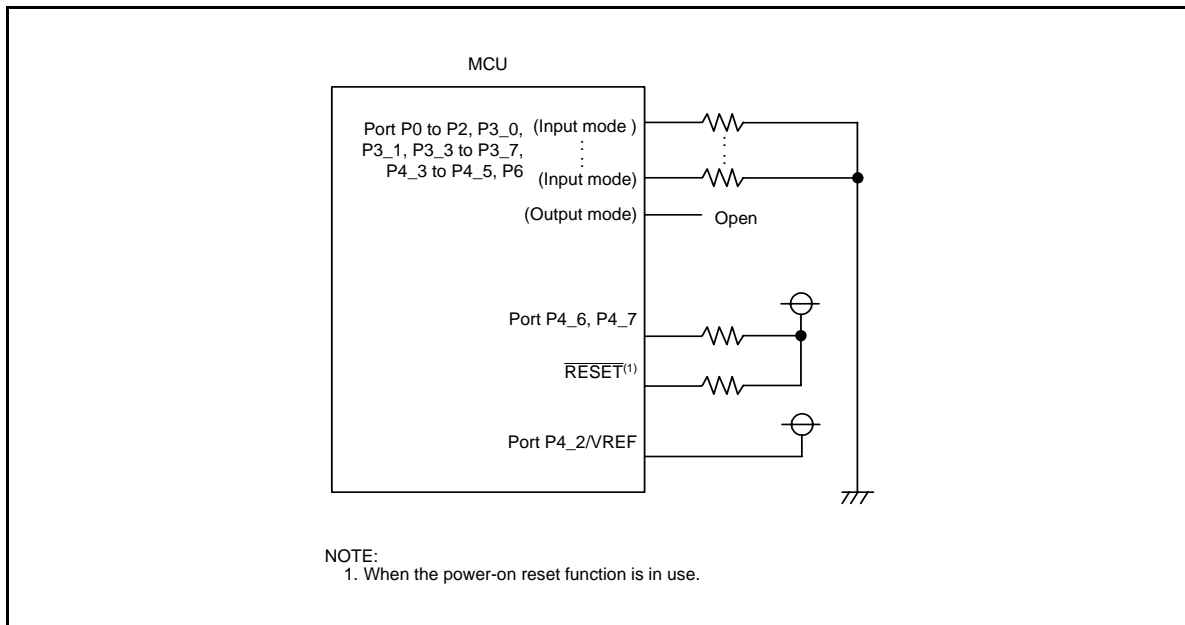 MCU
Port P0 to P2, P3_0,
P3_1, P3_3 to P3_7,
P4_3 to P4_5, P6
(Input mode )
(Input mode)
(Output mode)
Open
Port P4_6, P4_7
RESET(1)
Port P4_2/VREF
NOTE:
1. When the power-on reset function is in use.